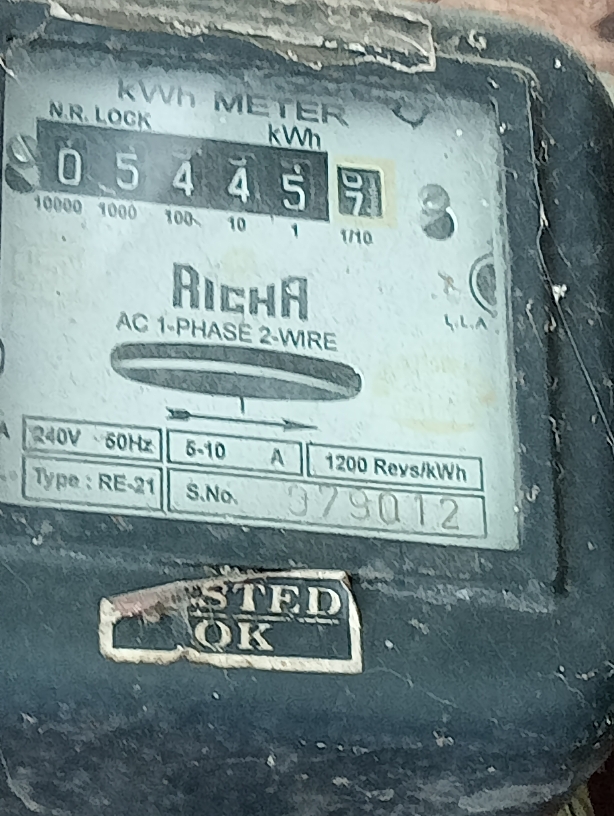 kWh METER
N.R. LOCK
kWh
0 5 4 4 5 7
10000 1000 100 10 1 1/10
RICHA
AC 1-PHASE 2-WIRE
240V 50Hz 5-10 A 1200 Revs/kWh
Type : RE-21 S.No. 979012
STED
OK
L.L.A.